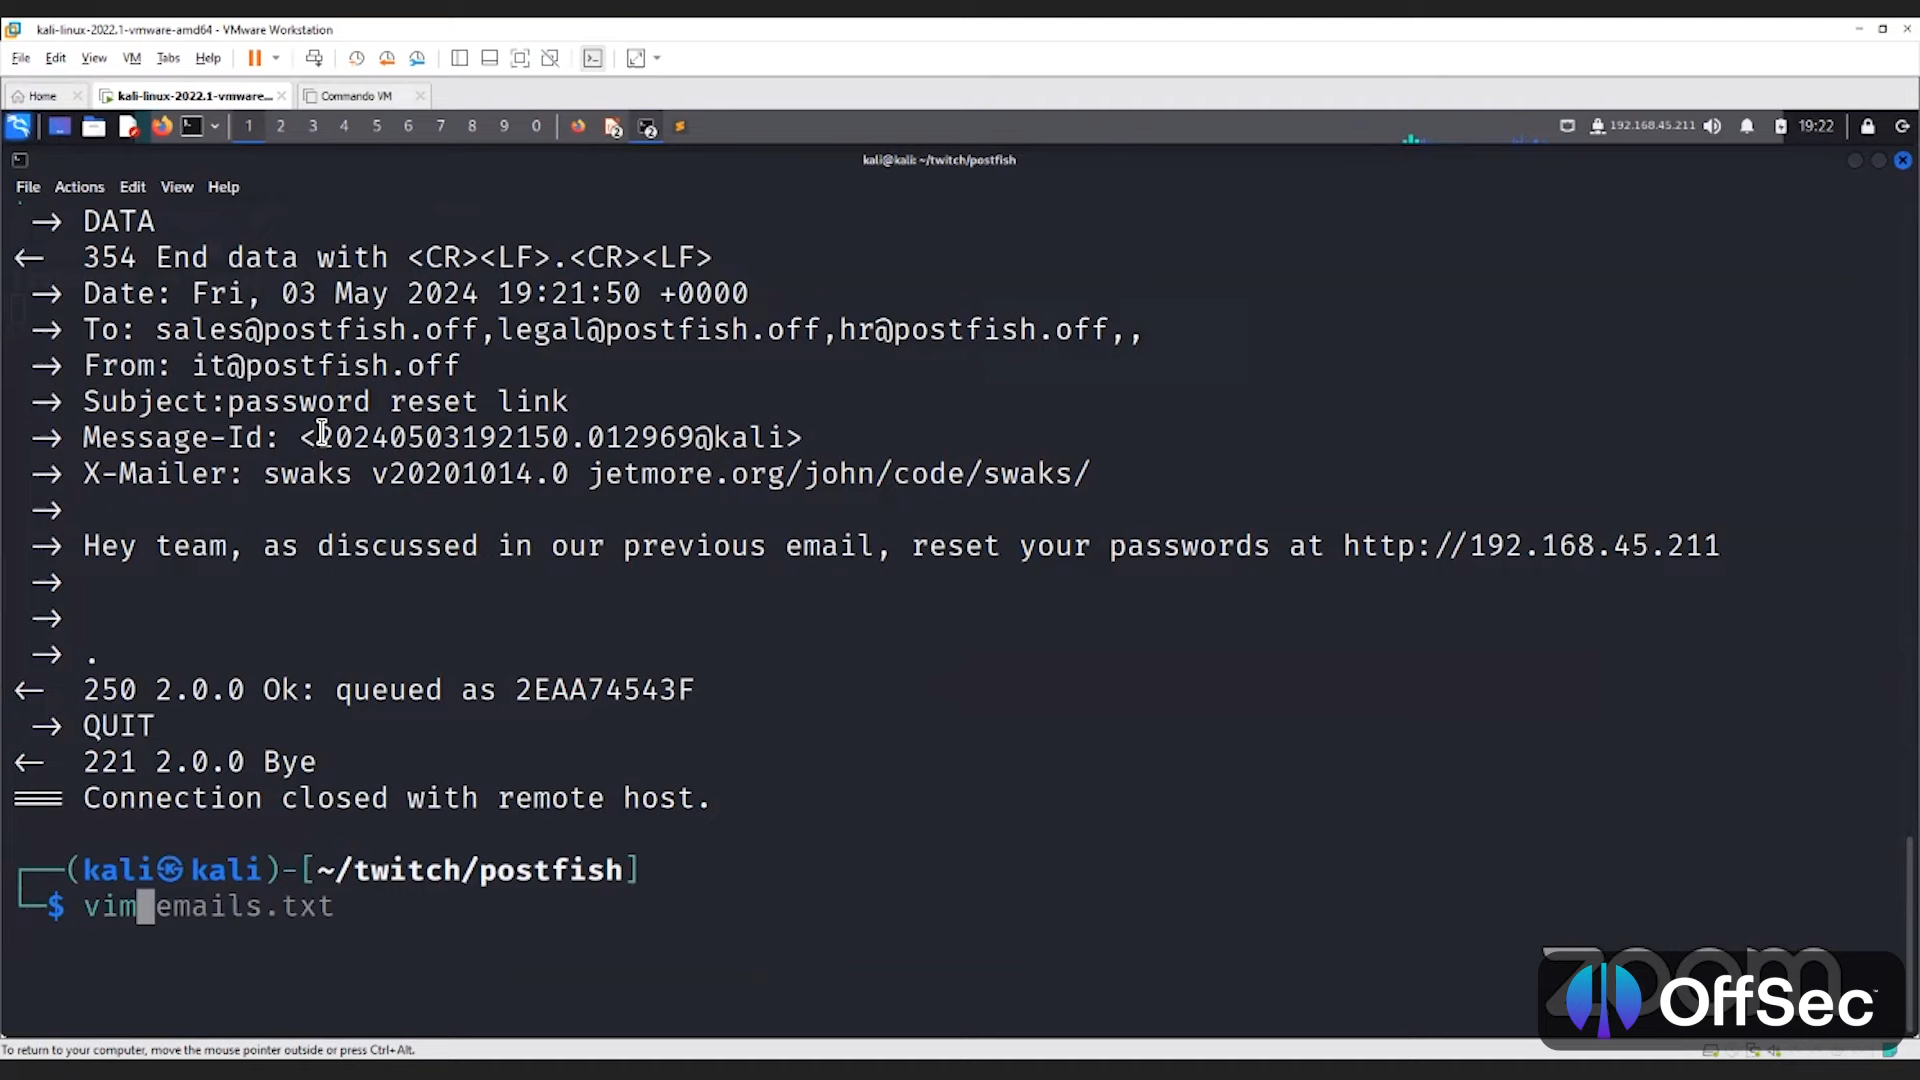 kali-linux-2022.1-vmware-amd64 - VMware Workstation
File Edit View VM Tabs Help
Home kali-linux-2022.1-vmware... Commando VM
1 2 3 4 5 6 7 8 9 0 192.168.45.211 19:22
kali@kali: ~/twitch/postfish
File Actions Edit View Help
→ DATA
← 354 End data with <CR><LF>.<CR><LF>
→ Date: Fri, 03 May 2024 19:21:50 +0000
→ To: sales@postfish.off,legal@postfish.off,hr@postfish.off,,
→ From: it@postfish.off
→ Subject:password reset link
→ Message-Id: <20240503192150.012969@kali>
→ X-Mailer: swaks v20201014.0 jetmore.org/john/code/swaks/
→
→ Hey team, as discussed in our previous email, reset your passwords at http://192.168.45.211
→
→
→ .
← 250 2.0.0 Ok: queued as 2EAA74543F
→ QUIT
← 221 2.0.0 Bye
=== Connection closed with remote host.
(kali㉿kali)-[~/twitch/postfish]
$ vim emails.txt
zoom
OffSec™
To return to your computer, move the mouse pointer outside or press Ctrl+Alt.